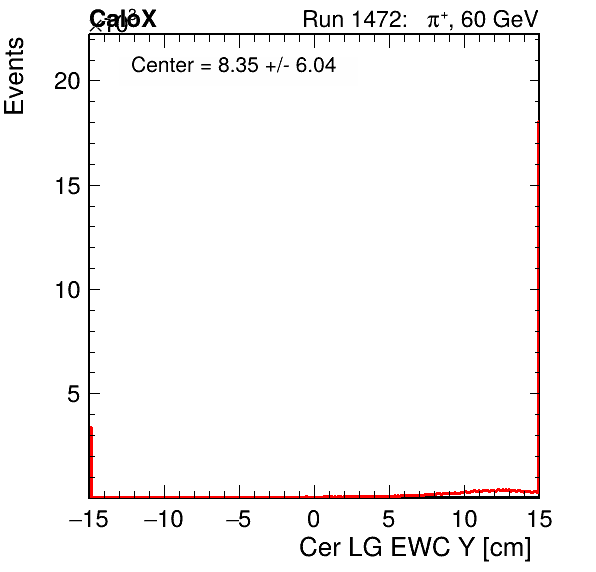 CaloX
×10³
Run 1472: π⁺, 60 GeV
Center = 8.35 +/- 6.04
Events
20
15
10
5
−15 −10 −5 0 5 10 15
Cer LG EWC Y [cm]